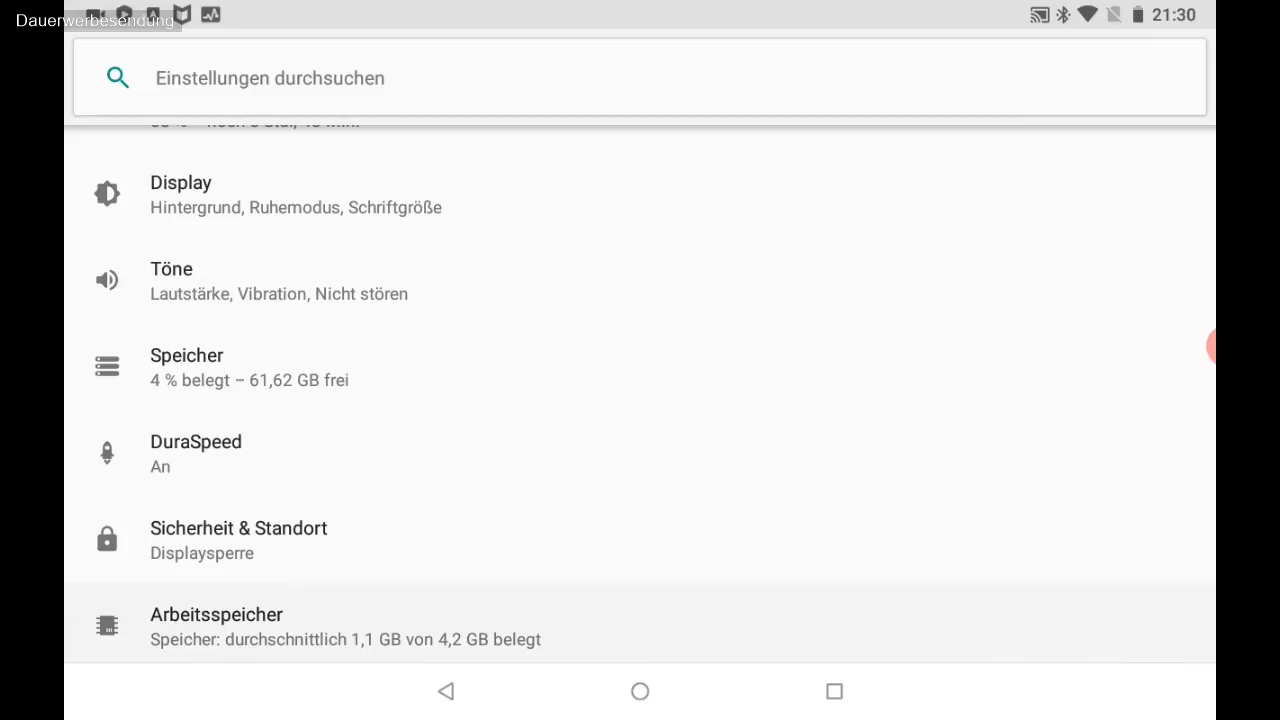 Dauerwerbesendung
21:30
Einstellungen durchsuchen
Display
Hintergrund, Ruhemodus, Schriftgröße
Töne
Lautstärke, Vibration, Nicht stören
Speicher
4 % belegt – 61,62 GB frei
DuraSpeed
An
Sicherheit & Standort
Displaysperre
Arbeitsspeicher
Speicher: durchschnittlich 1,1 GB von 4,2 GB belegt